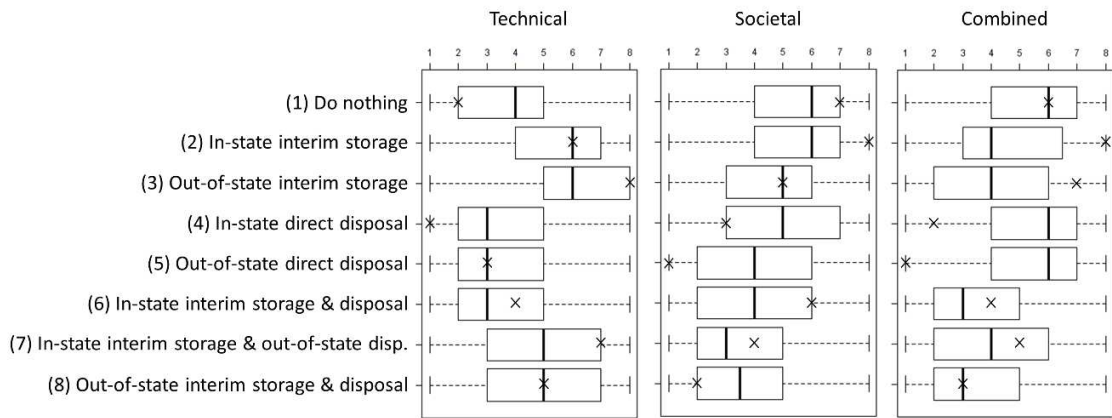 Technical Societal Combined
1 2 3 4 5 6 7 8 1 2 3 4 5 6 7 8 1 2 3 4 5 6 7 8
(1) Do nothing
(2) In-state interim storage
(3) Out-of-state interim storage
(4) In-state direct disposal
(5) Out-of-state direct disposal
(6) In-state interim storage & disposal
(7) In-state interim storage & out-of-state disp.
(8) Out-of-state interim storage & disposal